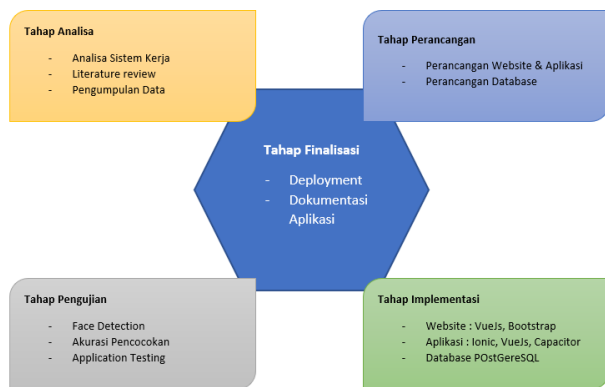 Tahap Analisa
- Analisa Sistem Kerja
- Literature review
- Pengumpulan Data
Tahap Perancangan
- Perancangan Website & Aplikasi
- Perancangan Database
Tahap Finalisasi
- Deployment
- Dokumentasi
Aplikasi
Tahap Pengujian
- Face Detection
- Akurasi Pencocokan
- Application Testing
Tahap Implementasi
- Website : VueJs, Bootstrap
- Aplikasi : Ionic, VueJs, Capacitor
- Database POstGereSQL